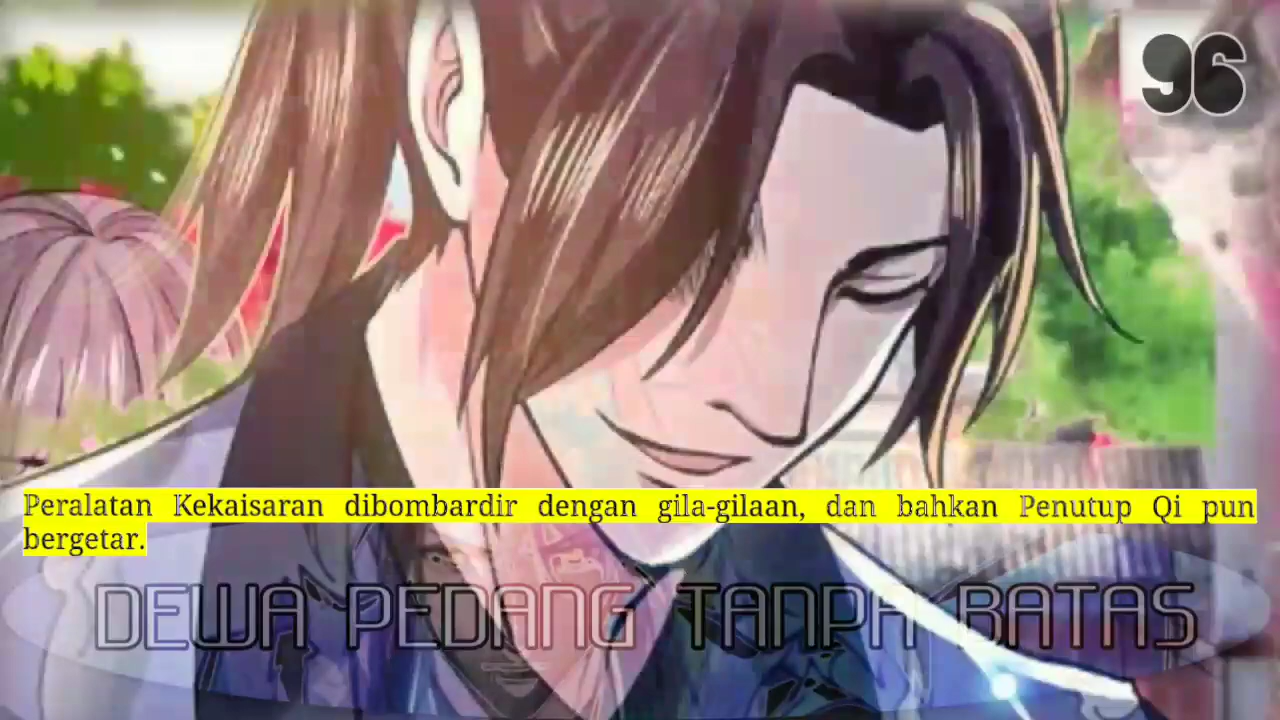 96
Peralatan Kekaisaran dibombardir dengan gila-gilaan, dan bahkan Penutup Qi pun
bergetar.
DEWA PEDANG TANPA BATAS